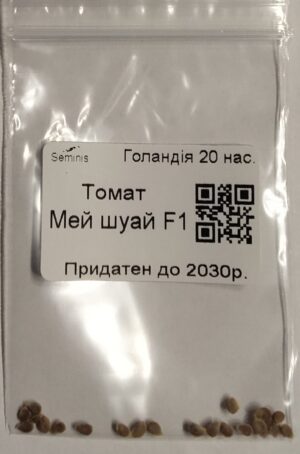 Seminis
Голандія 20 нас.
Томат
Мей шуай F1
Придатен до 2030р.